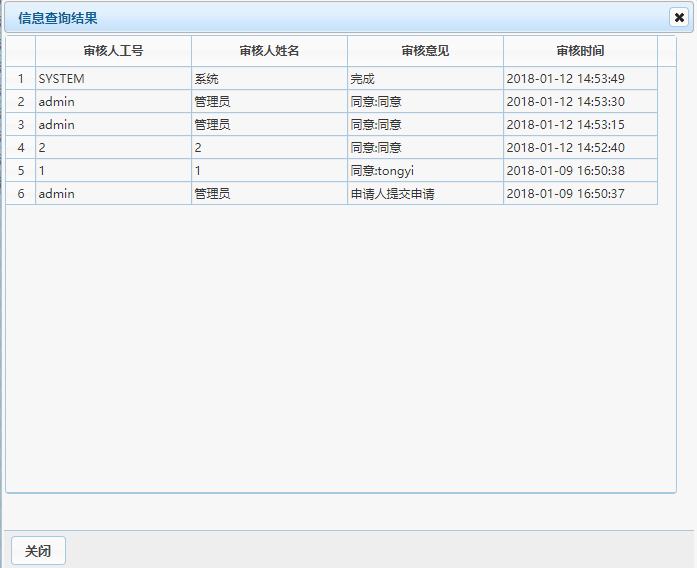 信息查询结果
审核人工号 审核人姓名 审核意见 审核时间
1 SYSTEM 系统 完成 2018-01-12 14:53:49
2 admin 管理员 同意:同意 2018-01-12 14:53:30
3 admin 管理员 同意:同意 2018-01-12 14:53:15
4 2 2 同意:同意 2018-01-12 14:52:40
5 1 1 同意:tongyi 2018-01-09 16:50:38
6 admin 管理员 申请人提交申请 2018-01-09 16:50:37
关闭